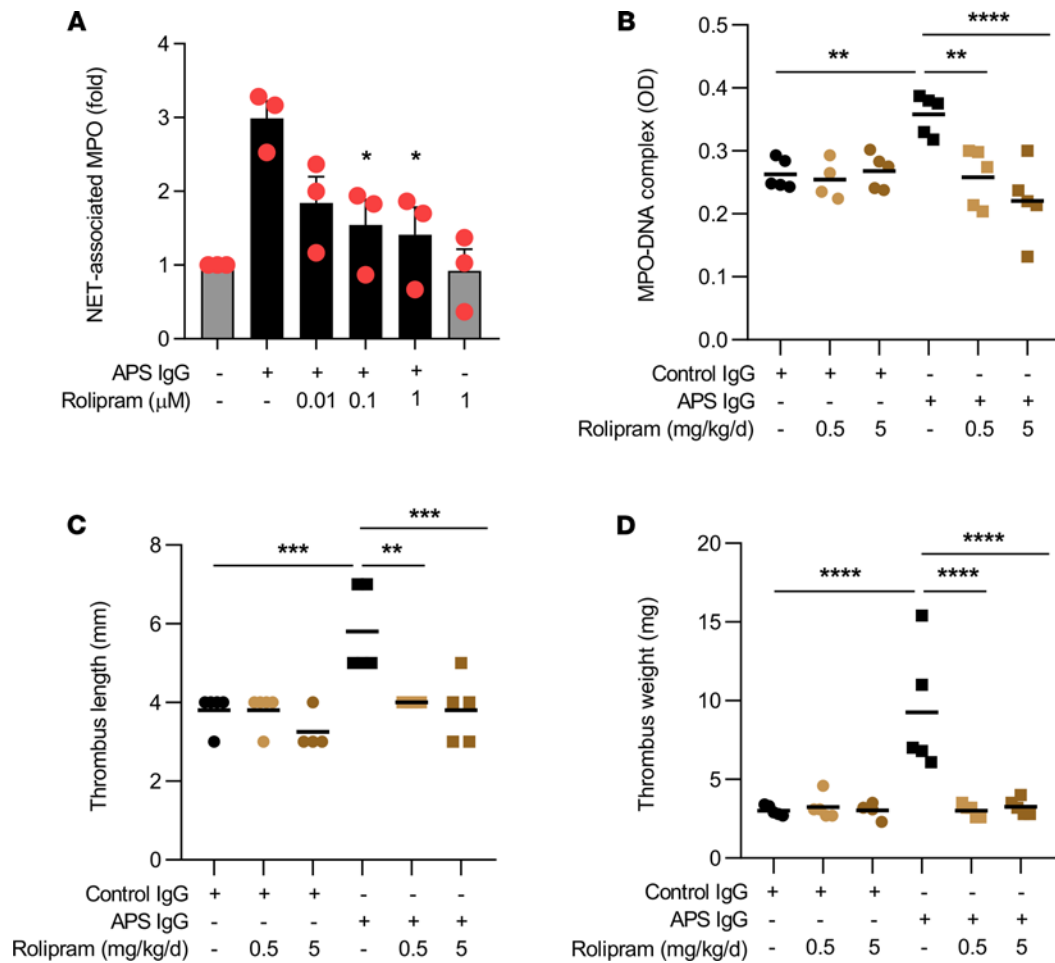 A
NET-associated MPO (fold)
4
3
2
1
0
* *
APS IgG - + + + + -
Rolipram (μM) - - 0.01 0.1 1 1
B
MPO-DNA complex (OD)
0.5
0.4
0.3
0.2
0.1
0.0
****
** **
Control IgG + + + - - -
APS IgG - - - + + +
Rolipram (mg/kg/d) - 0.5 5 - 0.5 5
C
Thrombus length (mm)
8
6
4
2
0
***
*** **
Control IgG + + + - - -
APS IgG - - - + + +
Rolipram (mg/kg/d) - 0.5 5 - 0.5 5
D
Thrombus weight (mg)
20
15
10
5
0
****
**** ****
Control IgG + + + - - -
APS IgG - - - + + +
Rolipram (mg/kg/d) - 0.5 5 - 0.5 5